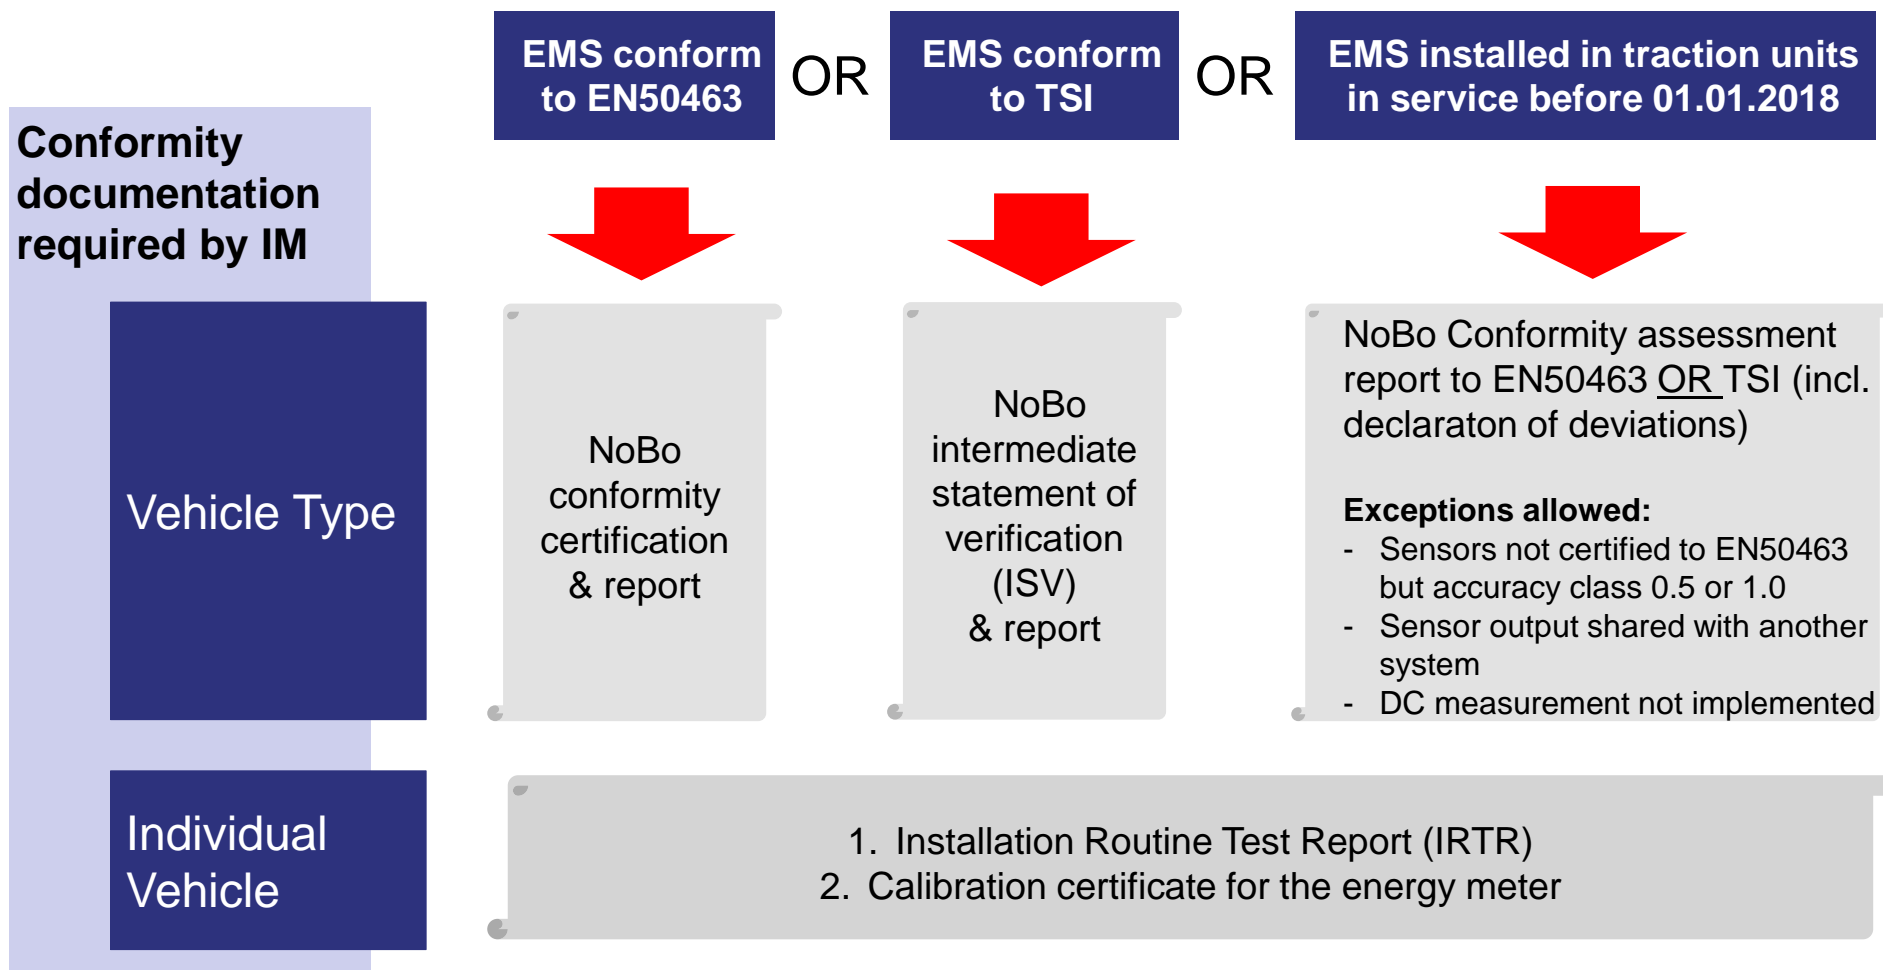 EMS conform
to EN50463
OR
EMS conform
to TSI
OR
EMS installed in traction units
in service before 01.01.2018
Conformity
documentation
required by IM
Vehicle Type
NoBo
conformity
certification
& report
NoBo
intermediate
statement of
verification
(ISV)
& report
NoBo Conformity assessment
report to EN50463 OR TSI (incl.
declaraton of deviations)
Exceptions allowed:
- Sensors not certified to EN50463
but accuracy class 0.5 or 1.0
- Sensor output shared with another
system
- DC measurement not implemented
Individual
Vehicle
1. Installation Routine Test Report (IRTR)
2. Calibration certificate for the energy meter